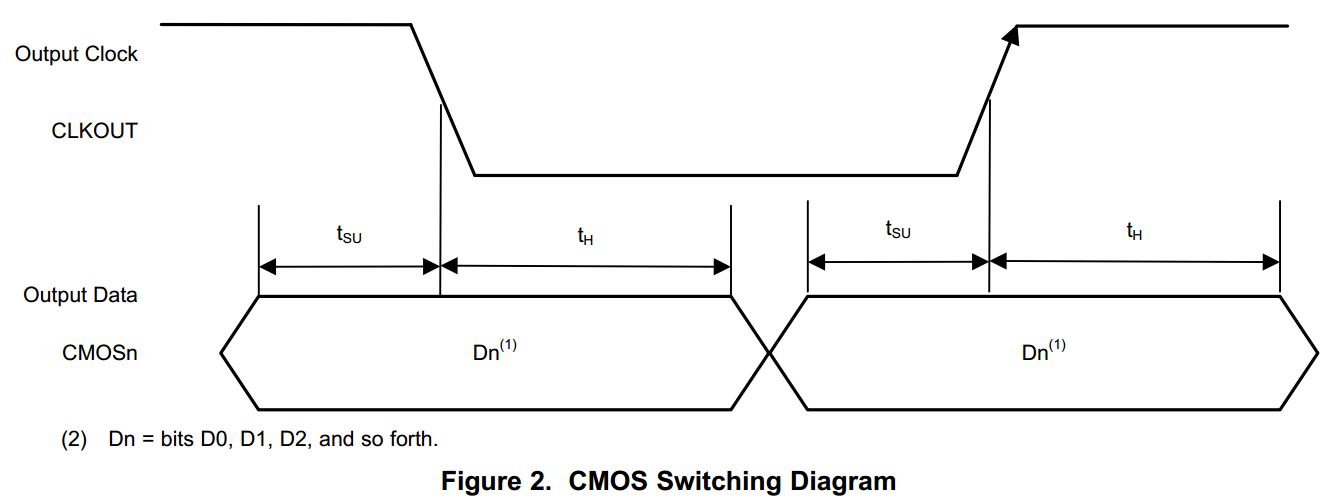 Output Clock
CLKOUT
tSU
tH
tSU
tH
Output Data
CMOSn
Dn(1)
Dn(1)
(2) Dn = bits D0, D1, D2, and so forth.
Figure 2. CMOS Switching Diagram